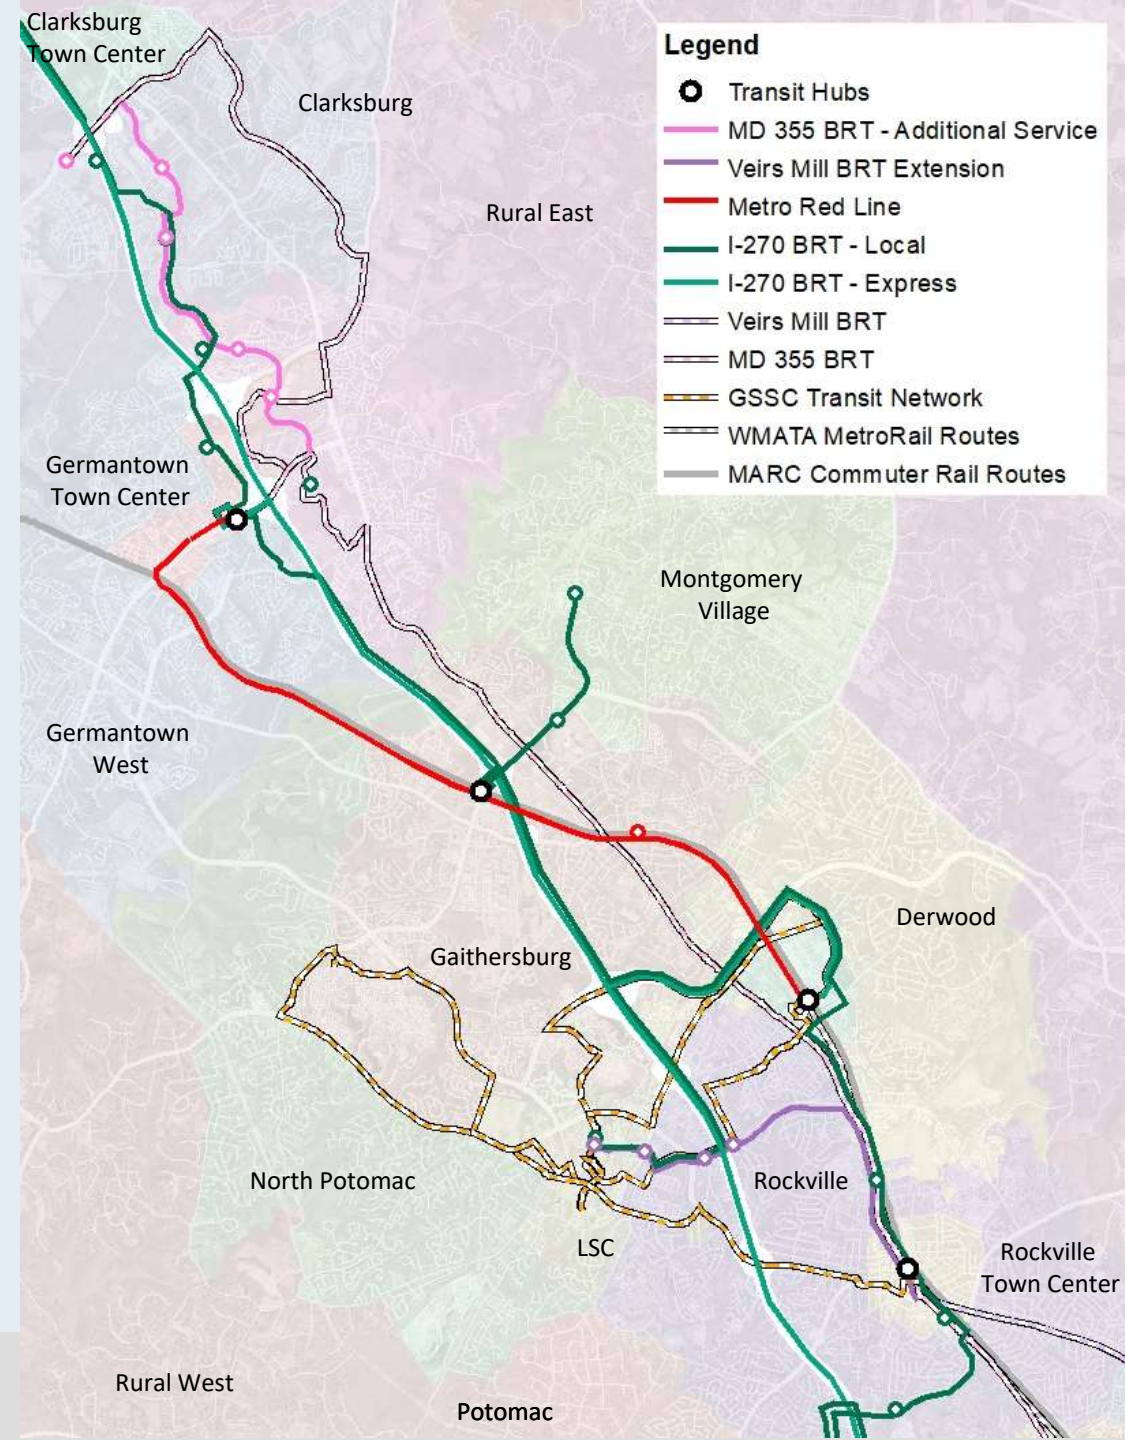 Clarksburg
Town Center
Clarksburg
Rural East
Legend
Transit Hubs
MD 355 BRT - Additional Service
Veirs Mill BRT Extension
Metro Red Line
I-270 BRT - Local
I-270 BRT - Express
Veirs Mill BRT
MD 355 BRT
GSSC Transit Network
WMATA MetroRail Routes
MARC Commuter Rail Routes
Germantown
Town Center
Montgomery
Village
Germantown
West
Derwood
Gaithersburg
North Potomac
Rockville
LSC
Rockville
Town Center
Rural West
Potomac